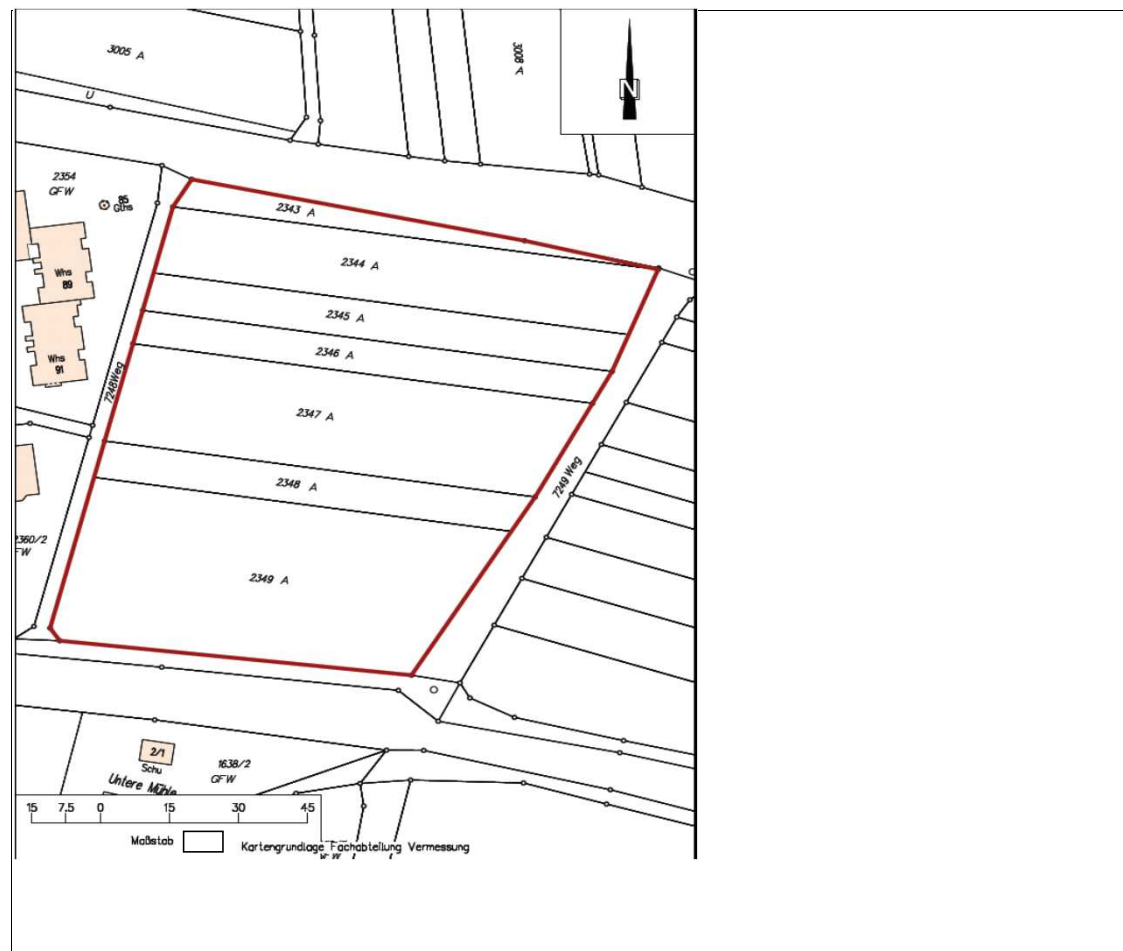 3005 A
3008 A
N
U
2354
GFW
85
Gths
2343 A
2344 A
Whs
89
2345 A
2346 A
Whs
91
7248Weg
2347 A
2348 A
7249 Weg
2360/2
FW
2349 A
2/1
Schu
1638/2
GFW
Untere Mühle
15 7.5 0 15 30 45
Maßstab
Kartengrundlage Fachabteilung Vermessung